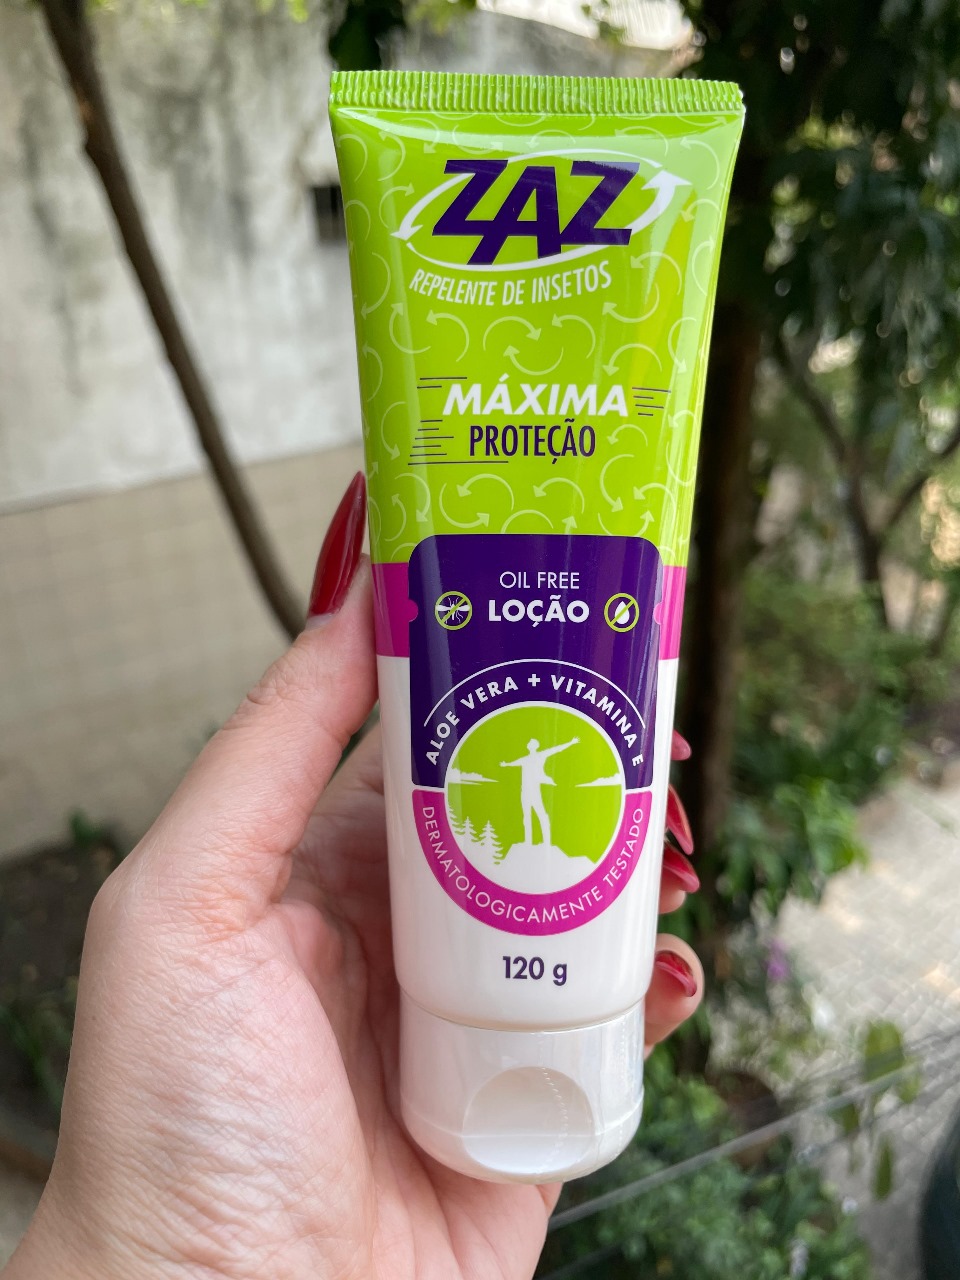 ZAZ
REPELENTE DE INSETOS
MÁXIMA
PROTEÇÃO
OIL FREE
LOÇÃO
ALOE VERA + VITAMINA E
DERMATOLOGICAMENTE TESTADO
120 g